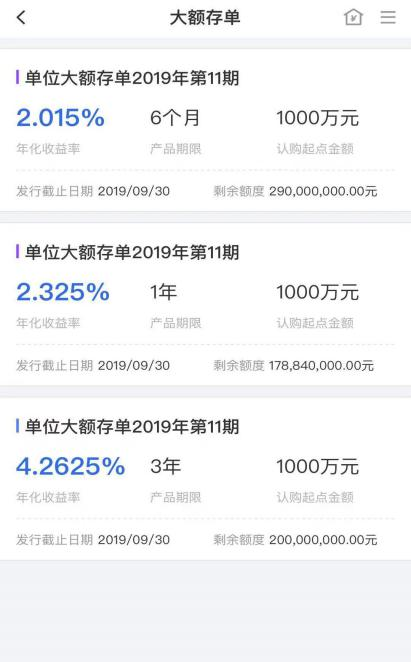 大额存单
单位大额存单2019年第11期
2.015% 6个月 1000万元
年化收益率 产品期限 认购起点金额
发行截止日期 2019/09/30 剩余额度 290,000,000.00元
单位大额存单2019年第11期
2.325% 1年 1000万元
年化收益率 产品期限 认购起点金额
发行截止日期 2019/09/30 剩余额度 178,840,000.00元
单位大额存单2019年第11期
4.2625% 3年 1000万元
年化收益率 产品期限 认购起点金额
发行截止日期 2019/09/30 剩余额度 200,000,000.00元